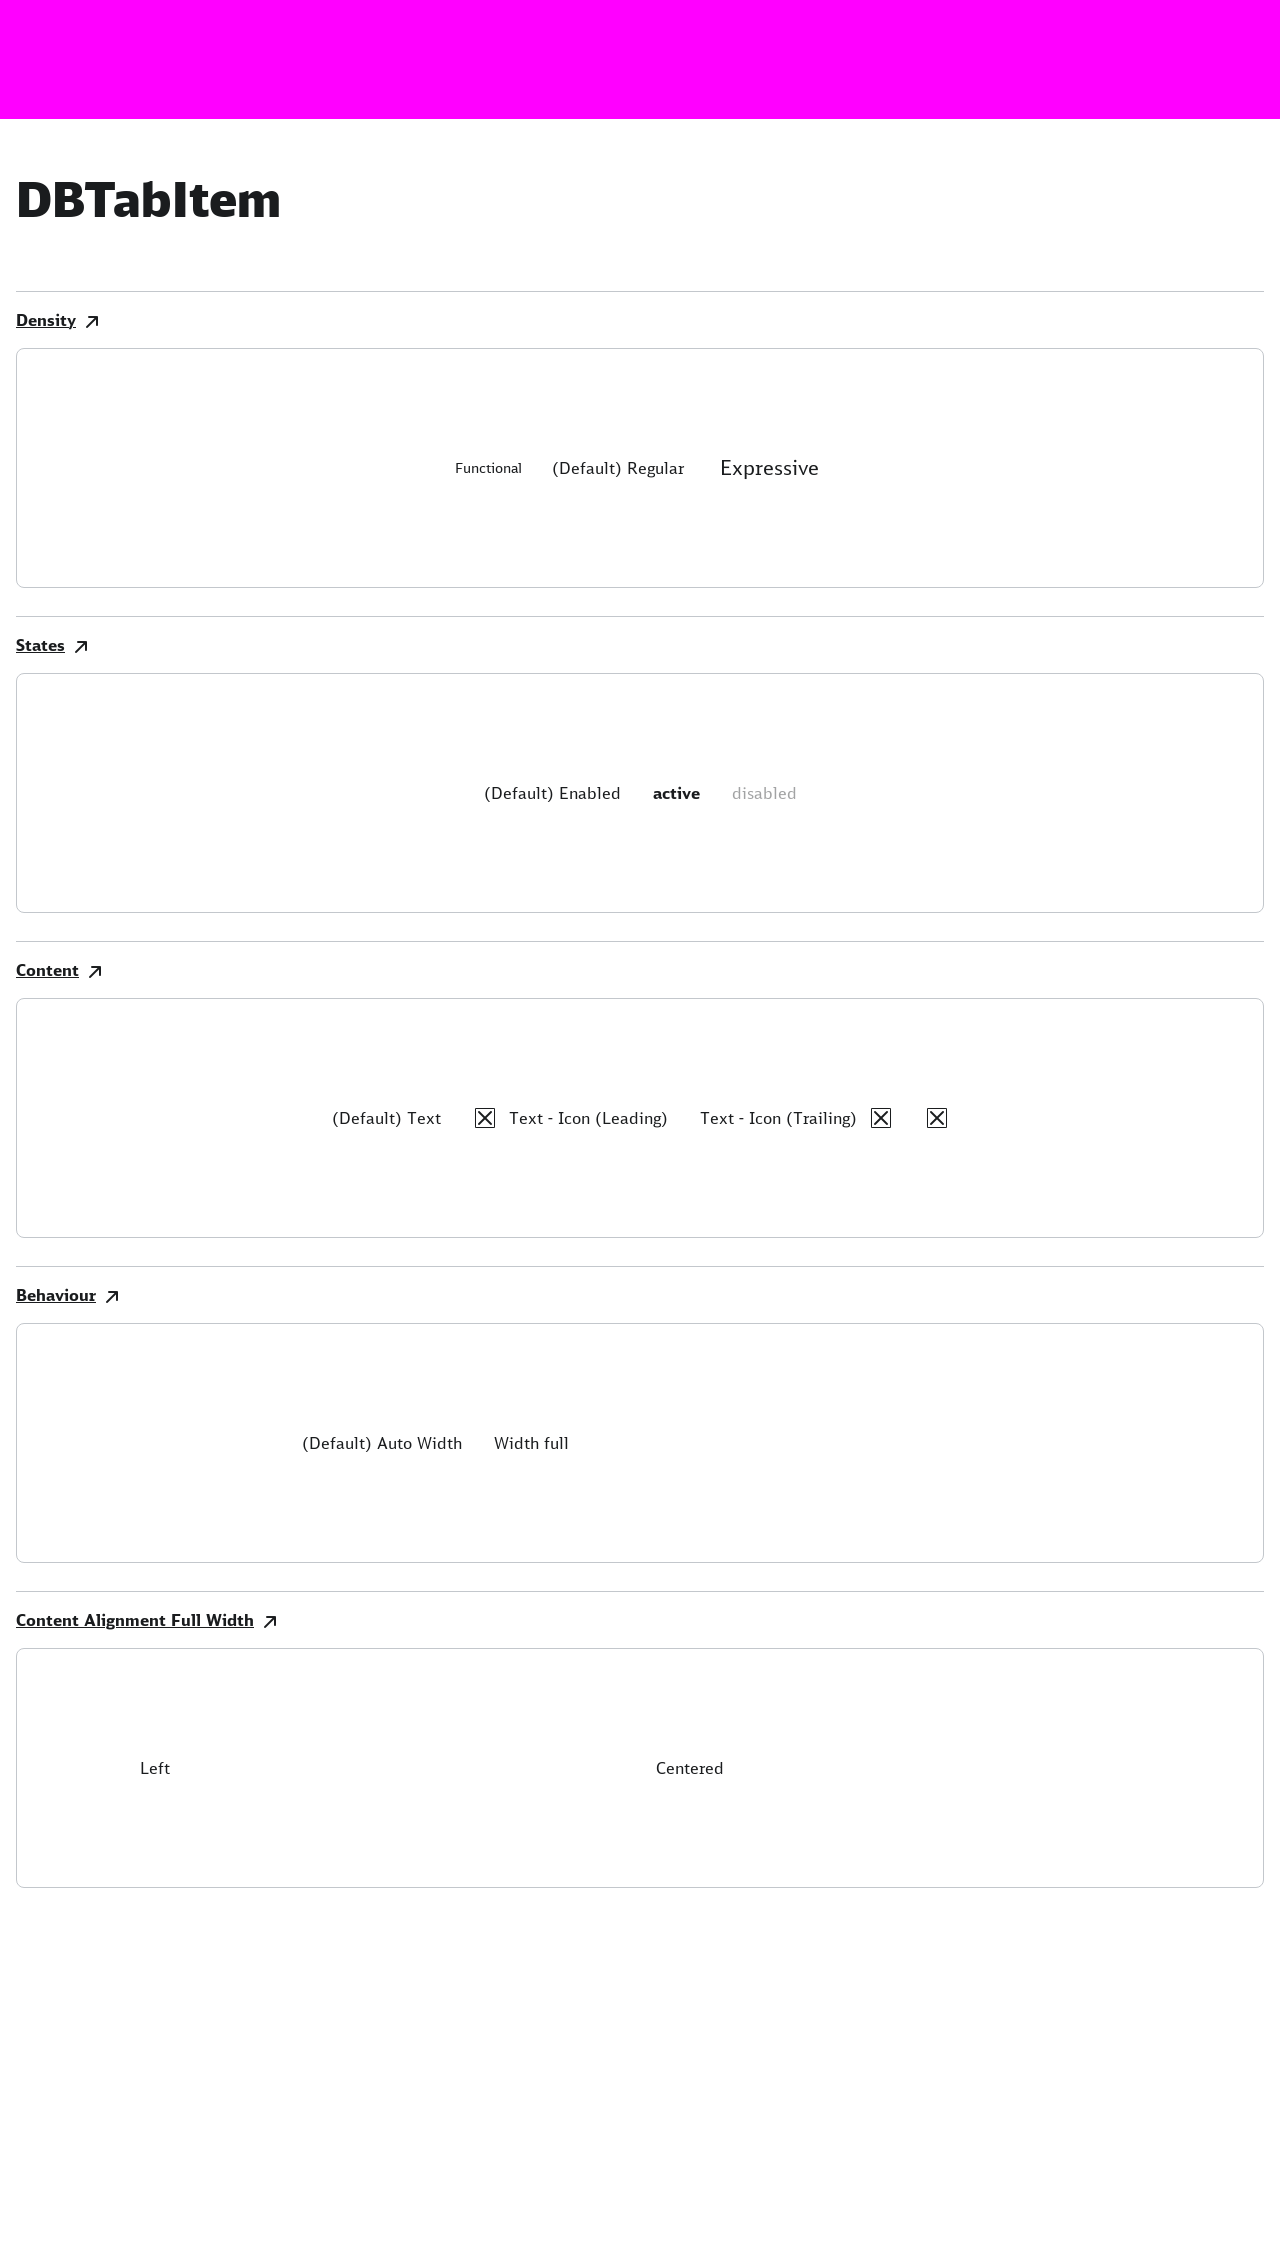 DBTabItem
Density
Functional (Default) Regular Expressive
States
(Default) Enabled active disabled
Content
(Default) Text Text - Icon (Leading) Text - Icon (Trailing)
Behaviour
(Default) Auto Width Width full
Content Alignment Full Width
Left Centered